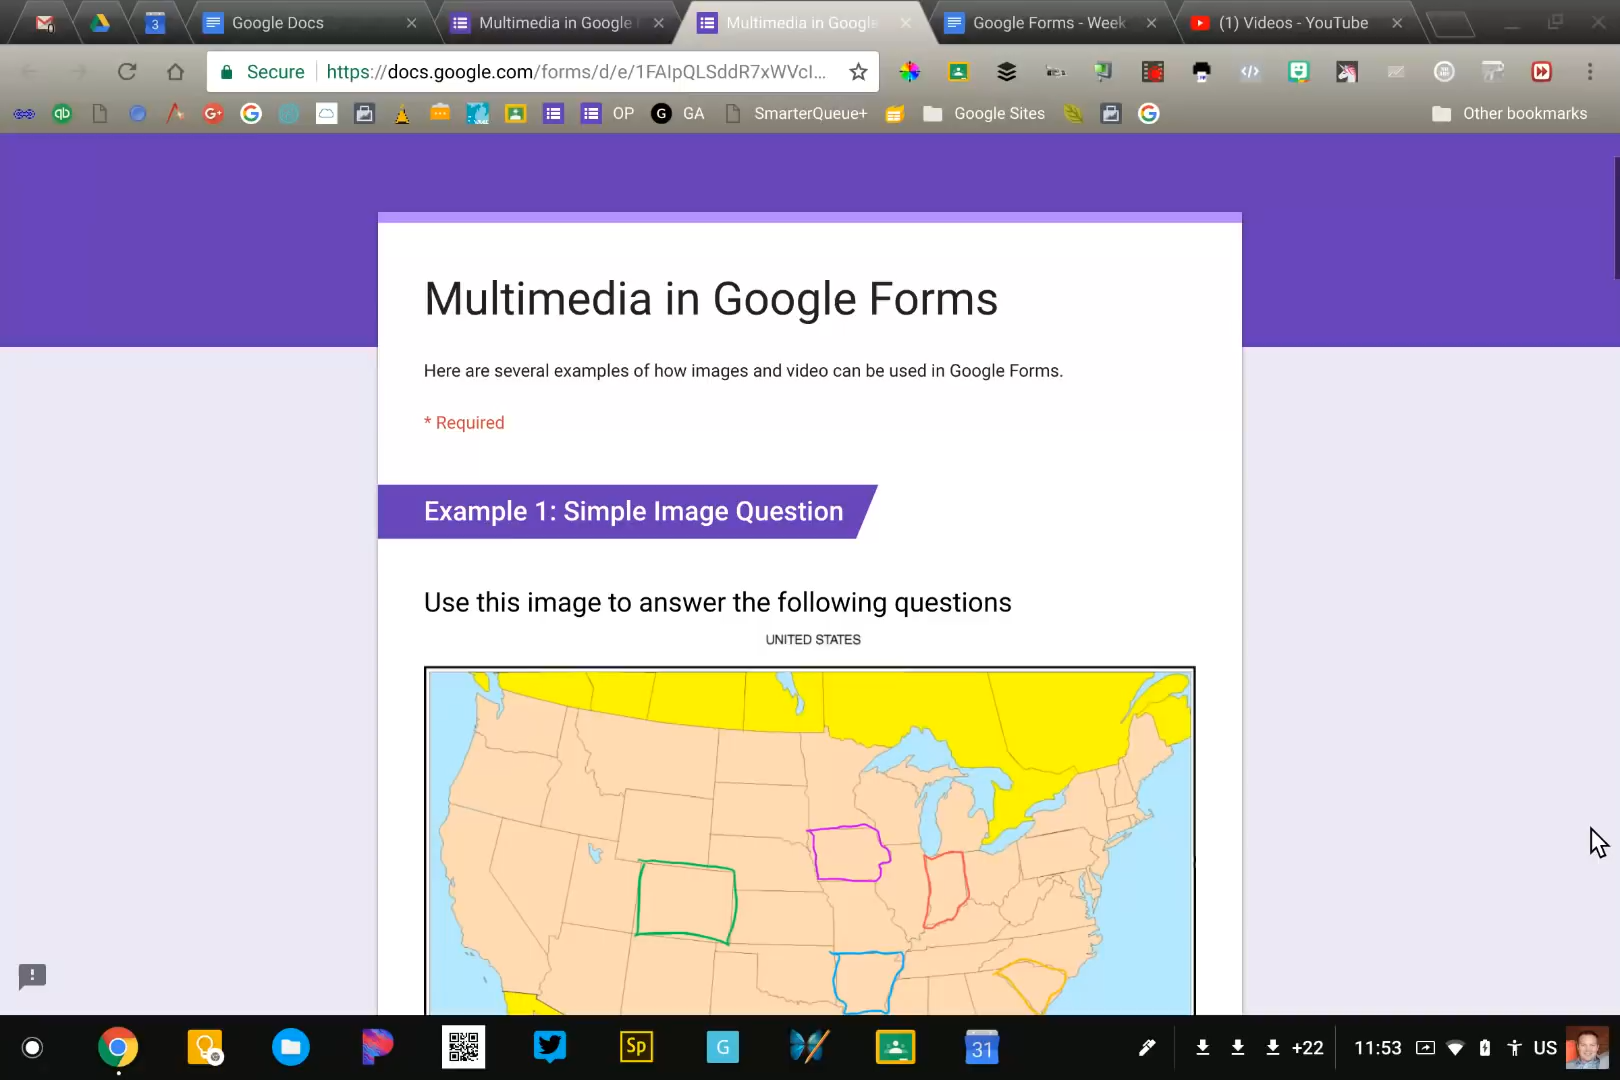 Google Docs
Multimedia in Google
Multimedia in Google
Google Forms - Week
(1) Videos - YouTube
Secure
https://docs.google.com/forms/d/e/1FAIpQLSddR7xWVcI...
OP
GA
SmarterQueue+
Google Sites
Other bookmarks
Multimedia in Google Forms
Here are several examples of how images and video can be used in Google Forms.
* Required
Example 1: Simple Image Question
Use this image to answer the following questions
UNITED STATES
Sp
G
31
+22
11:53
US